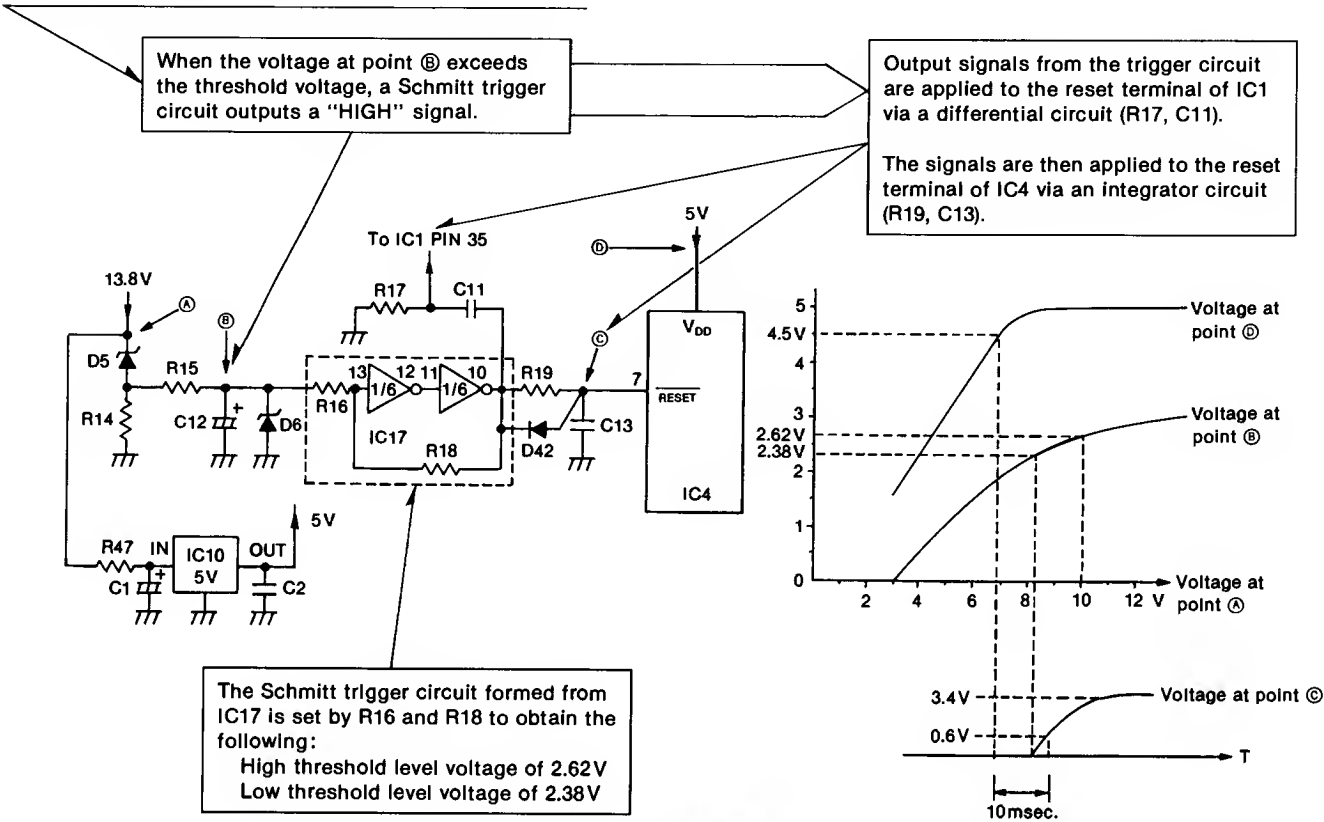 When the voltage at point Ⓑ exceeds
the threshold voltage, a Schmitt trigger
circuit outputs a “HIGH” signal.
Output signals from the trigger circuit
are applied to the reset terminal of IC1
via a differential circuit (R17, C11).
The signals are then applied to the reset
terminal of IC4 via an integrator circuit
(R19, C13).
To IC1 PIN 35
5V
Ⓓ
13.8V
Ⓐ
Ⓑ
R17
C11
Ⓒ
VDD
D5
R15
R14
C12
+
D6
R16
13
1/6
12
11
1/6
10
IC17
R18
R19
D42
C13
7
RESET
IC4
5V
R47
IN
IC10
5V
OUT
C1
+
C2
5
4.5V
4
3
2.62V
2.38V
2
1
0
2 4 6 8 10 12 V
Voltage at
point Ⓓ
Voltage at
point Ⓑ
Voltage at
point Ⓐ
3.4V
0.6V
Voltage at point Ⓒ
T
10msec.
The Schmitt trigger circuit formed from
IC17 is set by R16 and R18 to obtain the
following:
High threshold level voltage of 2.62V
Low threshold level voltage of 2.38V